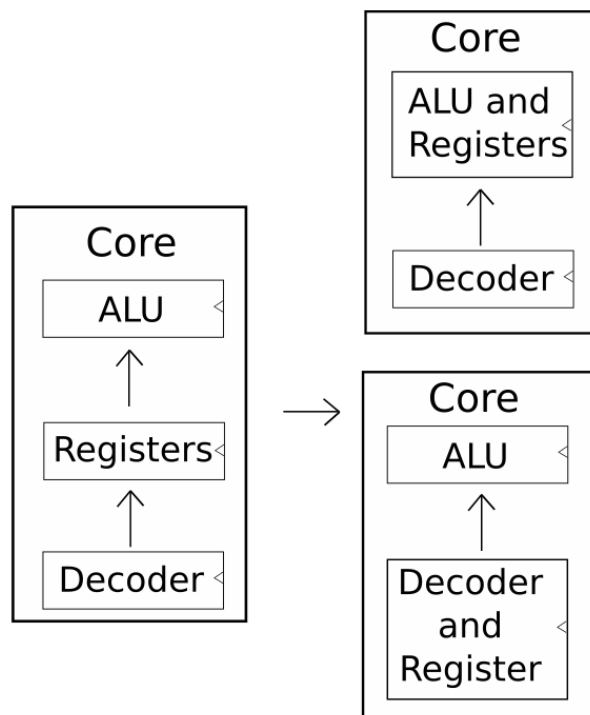 Core
ALU
Registers
Decoder
Core
ALU and
Registers
Decoder
Core
ALU
Decoder
and
Register